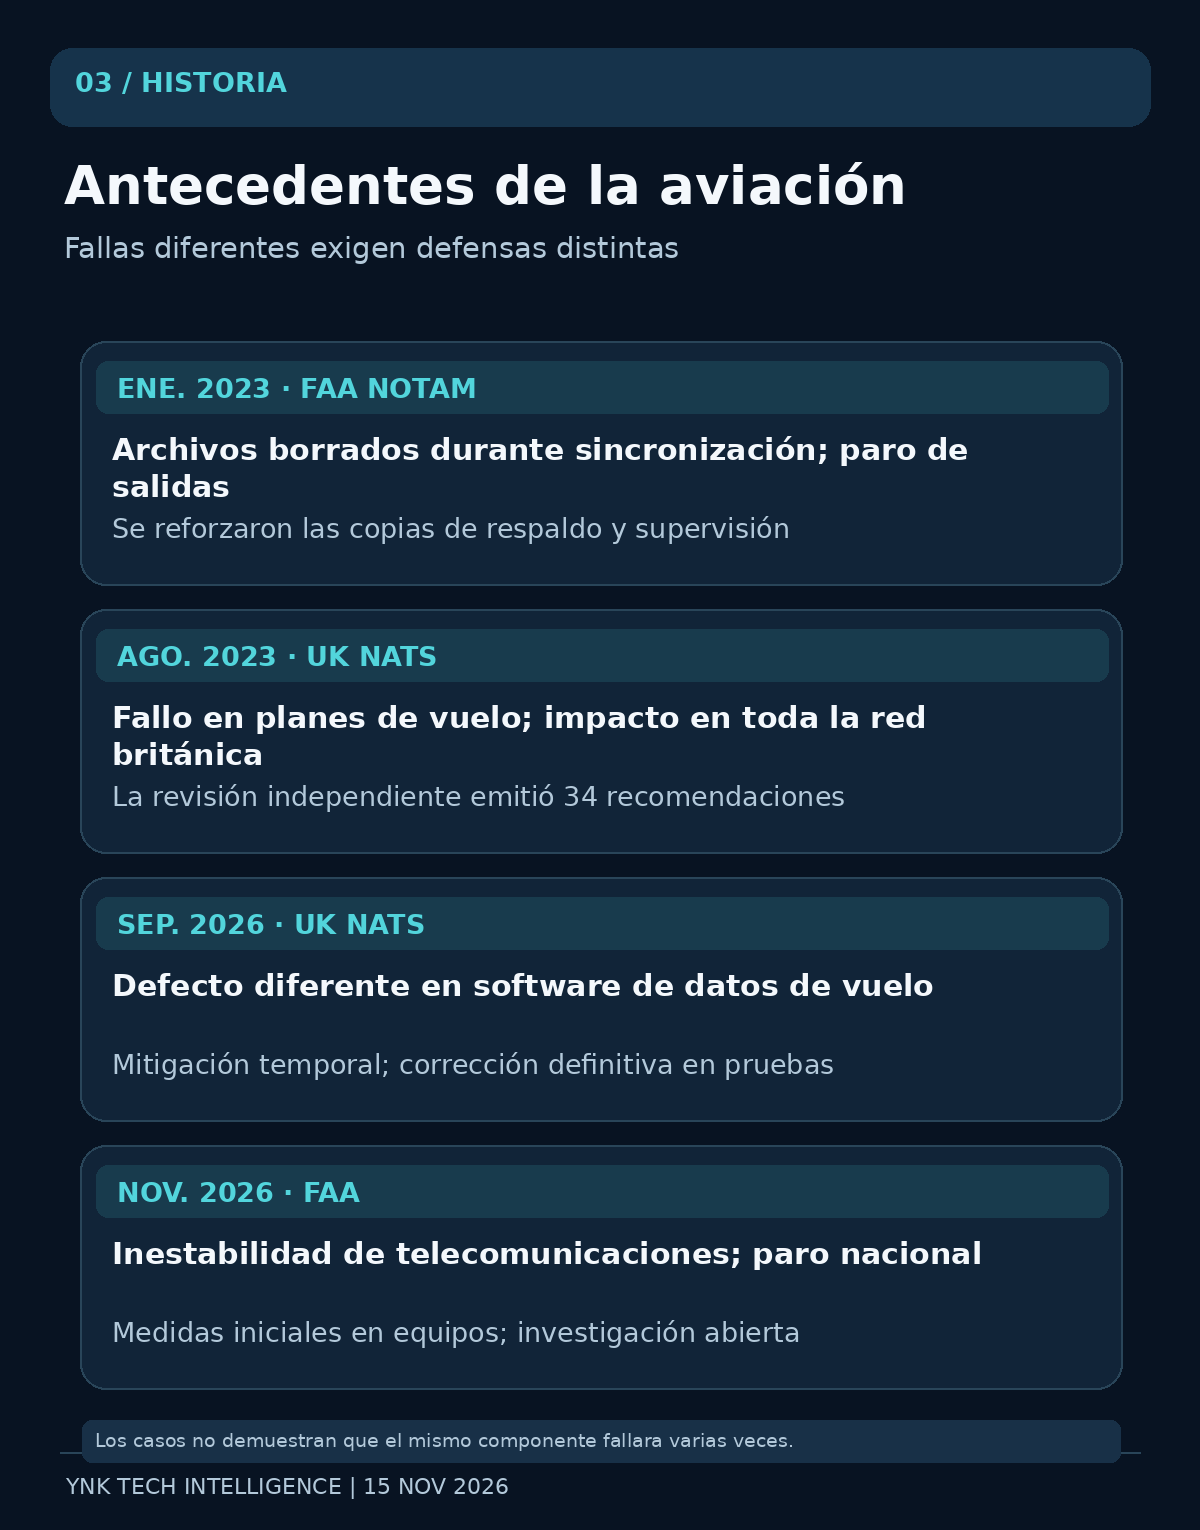 03 / HISTORIA
Antecedentes de la aviación
Fallas diferentes exigen defensas distintas
ENE. 2023 · FAA NOTAM
Archivos borrados durante sincronización; paro de
salidas
Se reforzaron las copias de respaldo y supervisión
AGO. 2023 · UK NATS
Fallo en planes de vuelo; impacto en toda la red
británica
La revisión independiente emitió 34 recomendaciones
SEP. 2026 · UK NATS
Defecto diferente en software de datos de vuelo
Mitigación temporal; corrección definitiva en pruebas
NOV. 2026 · FAA
Inestabilidad de telecomunicaciones; paro nacional
Medidas iniciales en equipos; investigación abierta
Los casos no demuestran que el mismo componente fallara varias veces.
YNK TECH INTELLIGENCE | 15 NOV 2026